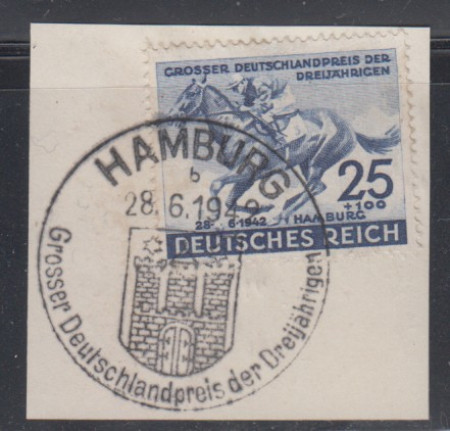 GROSSER DEUTSCHLANDPREIS DER
DREIJÄHRIGEN
25
+100
28. 6.1942 HAMBURG
DEUTSCHES REICH
HAMBURG
b
28.6.1942
Grosser Deutschlandpreis der Dreijährigen